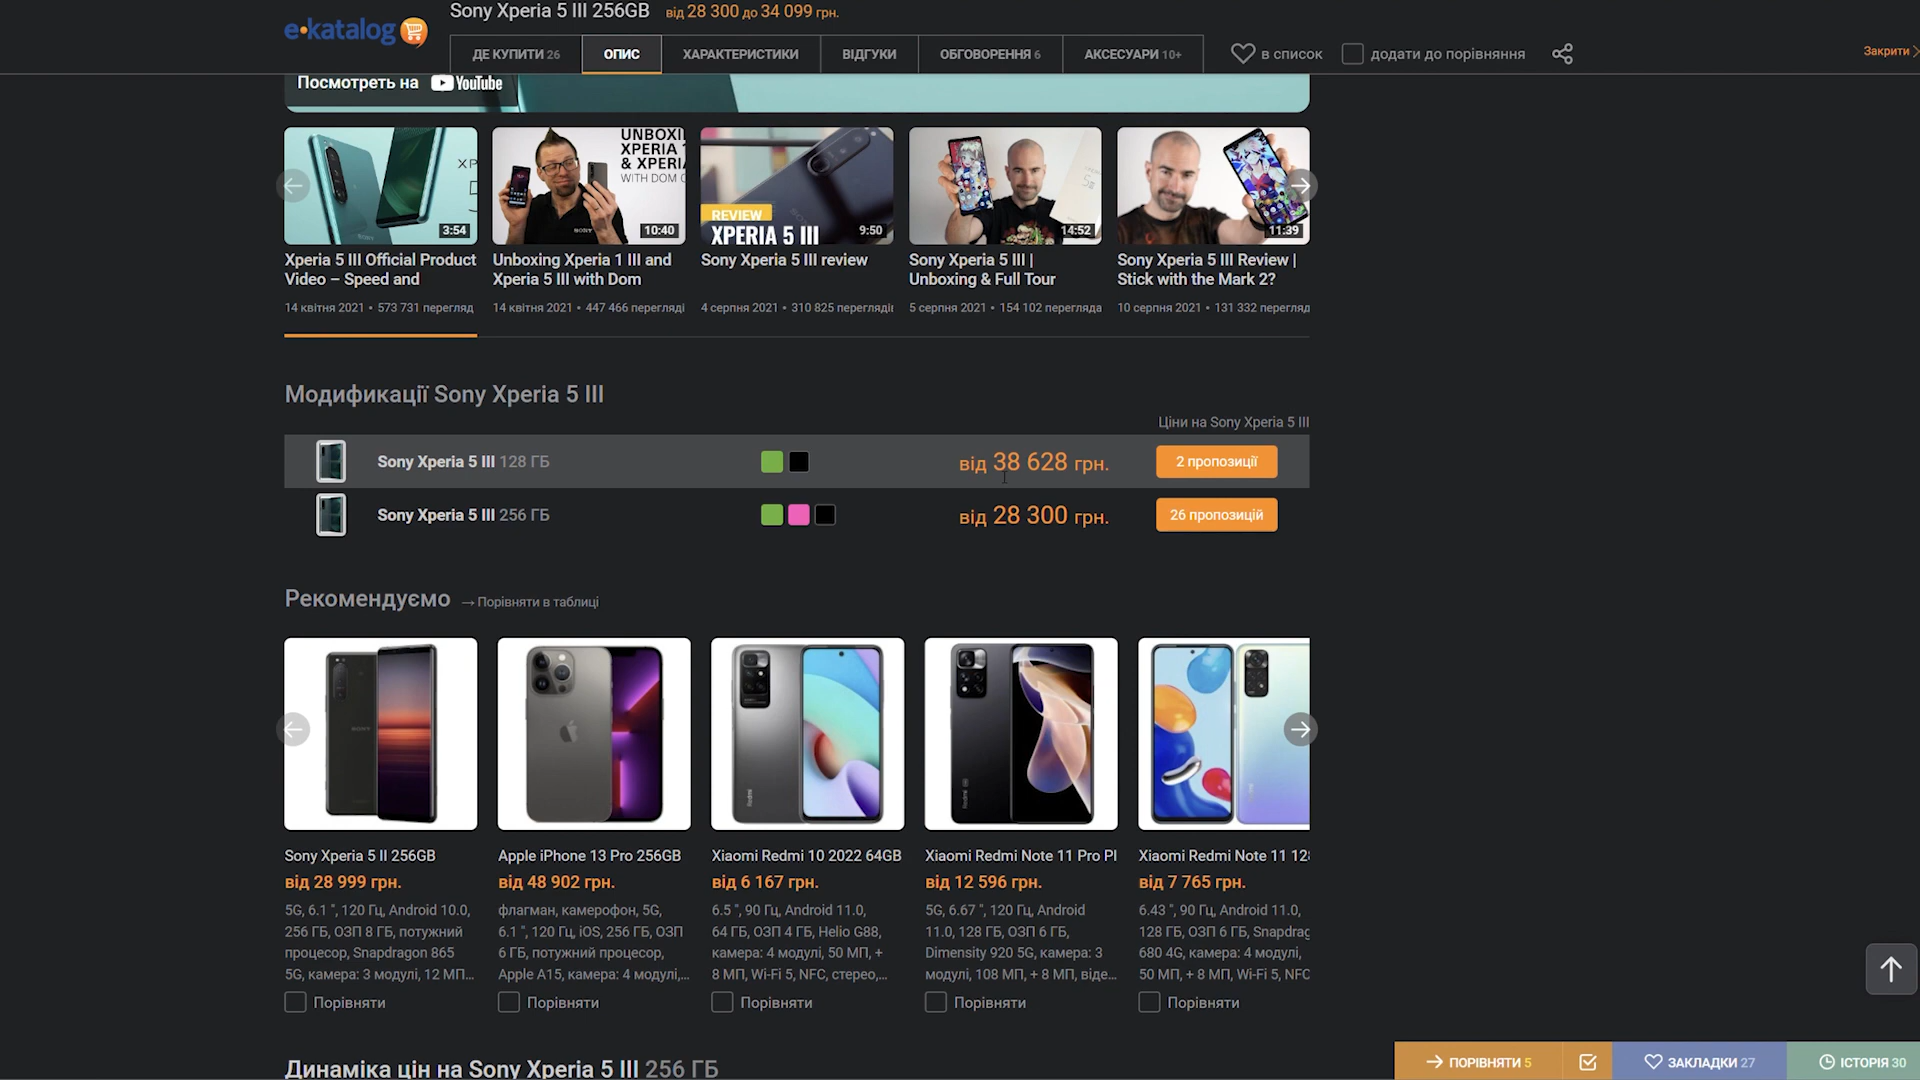 e•katalog
Sony Xperia 5 III 256GB від 28 300 до 34 099 грн.
ДЕ КУПИТИ 26
ОПИС
ХАРАКТЕРИСТИКИ
ВІДГУКИ
ОБГОВОРЕННЯ 6
АКСЕСУАРИ 10+
в список
додати до порівняння
Закрити
Посмотреть на YouTube
XP
3:54
UNBOXI
XPERIA
& XPERIA
WITH DOM
SONY
10:40
REVIEW
XPERIA 5 III
9:50
14:52
11:39
Xperia 5 III Official Product
Video – Speed and
14 квітня 2021 • 573 731 перегляд
Unboxing Xperia 1 III and
Xperia 5 III with Dom
14 квітня 2021 • 447 466 перегляді
Sony Xperia 5 III review
4 серпня 2021 • 310 825 перегляді
Sony Xperia 5 III |
Unboxing & Full Tour
5 серпня 2021 • 154 102 перегляда
Sony Xperia 5 III Review |
Stick with the Mark 2?
10 серпня 2021 • 131 332 перегляд
Модификації Sony Xperia 5 III
Ціни на Sony Xperia 5 III
Sony Xperia 5 III 128 ГБ від 38 628 грн. 2 пропозиції
Sony Xperia 5 III 256 ГБ від 28 300 грн. 26 пропозицій
Рекомендуємо → Порівняти в таблиці
SONY
Redmi
Redmi
Sony Xperia 5 II 256GB
від 28 999 грн.
5G, 6.1 ", 120 Гц, Android 10.0,
256 ГБ, ОЗП 8 ГБ, потужний
процесор, Snapdragon 865
5G, камера: 3 модулі, 12 МП...
Порівняти
Apple iPhone 13 Pro 256GB
від 48 902 грн.
флагман, камерофон, 5G,
6.1 ", 120 Гц, iOS, 256 ГБ, ОЗП
6 ГБ, потужний процесор,
Apple A15, камера: 4 модулі,...
Порівняти
Xiaomi Redmi 10 2022 64GB
від 6 167 грн.
6.5 ", 90 Гц, Android 11.0,
64 ГБ, ОЗП 4 ГБ, Helio G88,
камера: 4 модулі, 50 МП, +
8 МП, Wi-Fi 5, NFC, стерео,...
Порівняти
Xiaomi Redmi Note 11 Pro Pl
від 12 596 грн.
5G, 6.67 ", 120 Гц, Android
11.0, 128 ГБ, ОЗП 6 ГБ,
Dimensity 920 5G, камера: 3
модулі, 108 МП, + 8 МП, віде...
Порівняти
Xiaomi Redmi Note 11 128
від 7 765 грн.
6.43 ", 90 Гц, Android 11.0,
128 ГБ, ОЗП 6 ГБ, Snapdrag
680 4G, камера: 4 модулі,
50 МП, + 8 МП, Wi-Fi 5, NFC
Порівняти
Динаміка цін на Sony Xperia 5 III 256 ГБ
ПОРІВНЯТИ 5
ЗАКЛАДКИ 27
ІСТОРІЯ 30